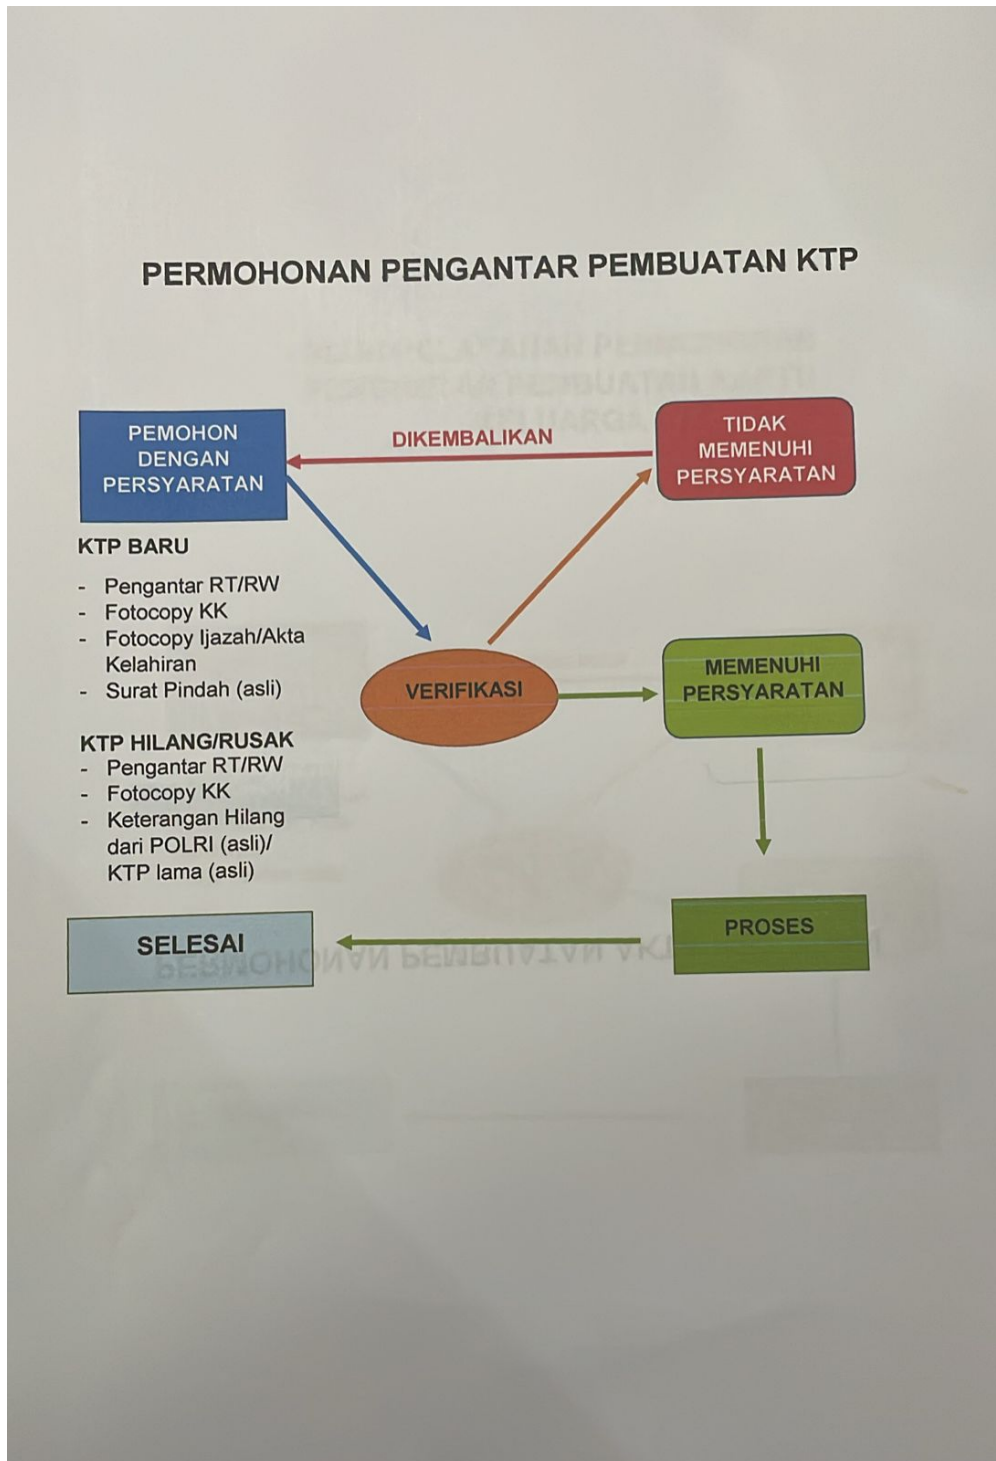 PERMOHONAN PENGANTAR PEMBUATAN KTP
PEMOHON
DENGAN
PERSYARATAN
DIKEMBALIKAN
TIDAK
MEMENUHI
PERSYARATAN
KTP BARU
- Pengantar RT/RW
- Fotocopy KK
- Fotocopy Ijazah/Akta
Kelahiran
- Surat Pindah (asli)
VERIFIKASI
MEMENUHI
PERSYARATAN
KTP HILANG/RUSAK
- Pengantar RT/RW
- Fotocopy KK
- Keterangan Hilang
dari POLRI (asli)/
KTP lama (asli)
PROSES
SELESAI